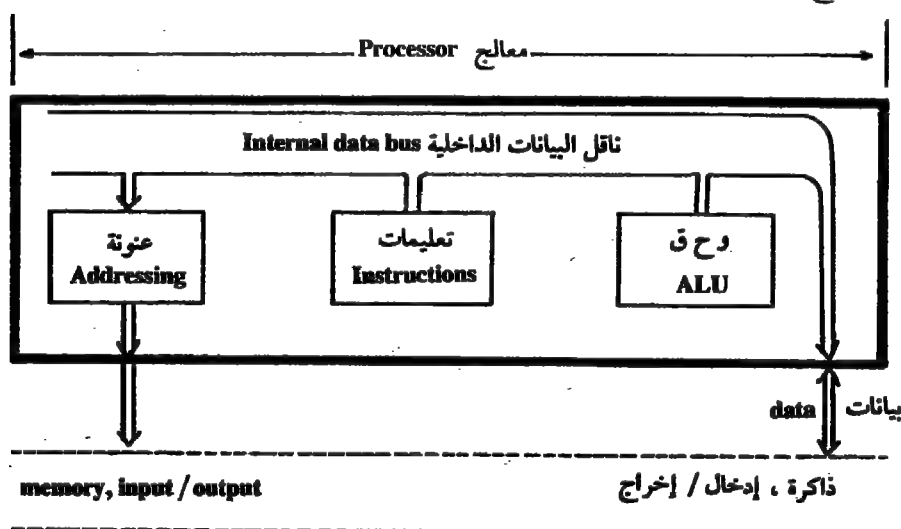 معالج Processor
ناقل البيانات الداخلية Internal data bus
عنونة
Addressing
تعليمات
Instructions
و ح ق
ALU
بيانات data
memory, input / output
ذاكرة ، إدخال / إخراج